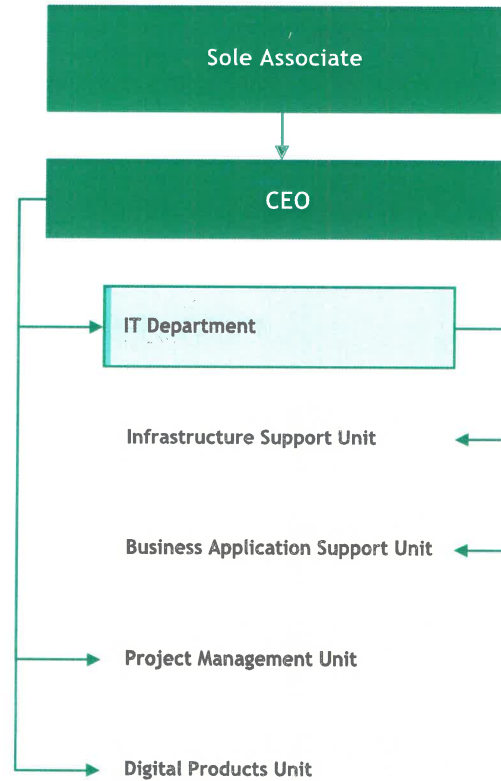 Sole Associate
CEO
IT Department
Infrastructure Support Unit
Business Application Support Unit
Project Management Unit
Digital Products Unit